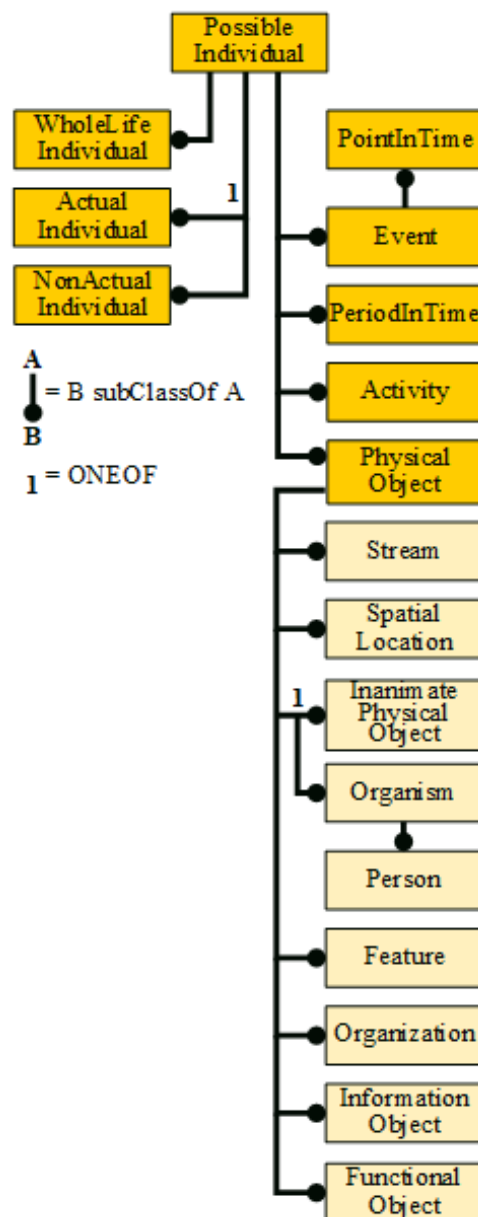 Possible
Individual
WholeLife
Individual
Actual
Individual
NonActual
Individual
1
A
B
= B subClassOf A
1 = ONEOF
PointInTime
Event
PeriodInTime
Activity
Physical
Object
Stream
Spatial
Location
1
Inanimate
Physical
Object
Organism
Person
Feature
Organization
Information
Object
Functional
Object